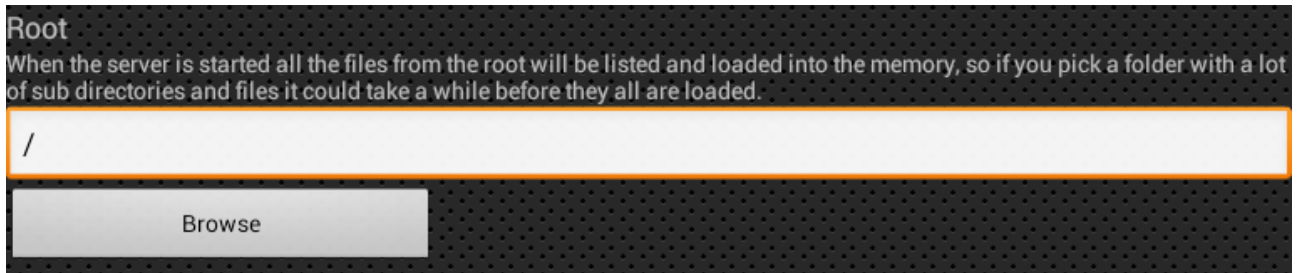 Root
When the server is started all the files from the root will be listed and loaded into the memory, so if you pick a folder with a lot
of sub directories and files it could take a while before they all are loaded.
/
Browse